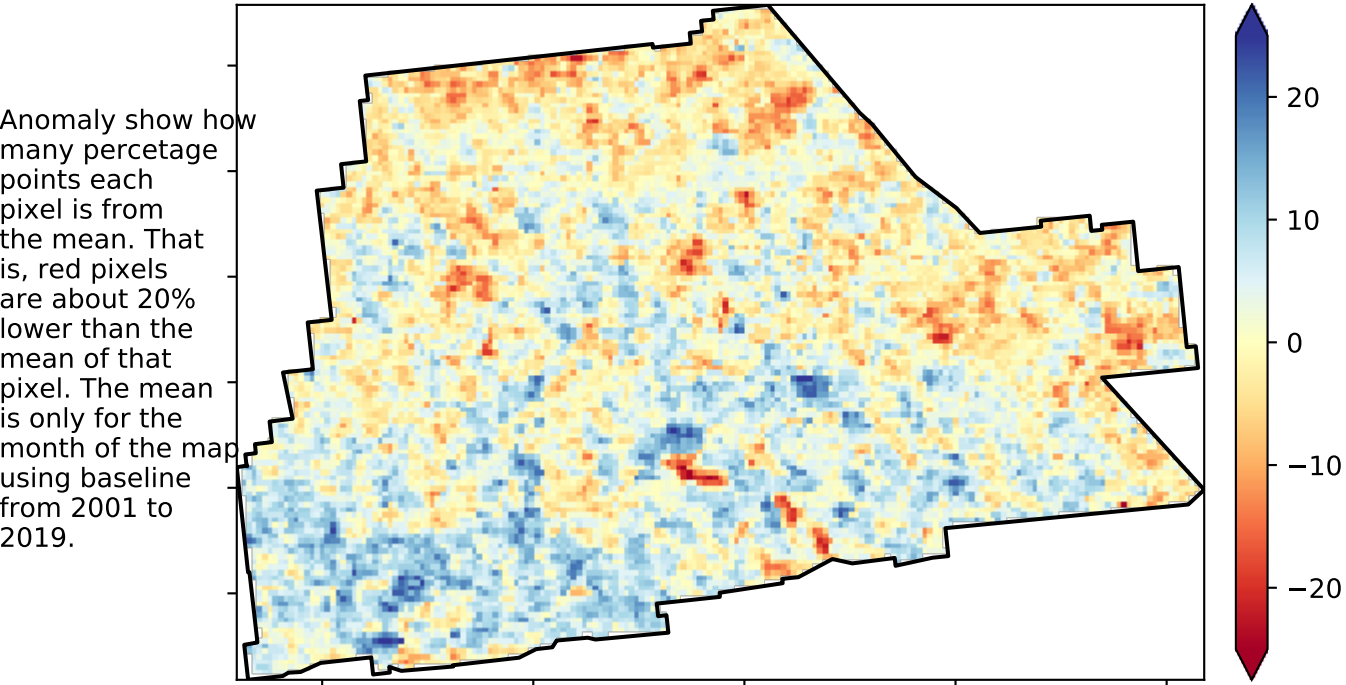 Anomaly show how
many percetage
points each
pixel is from
the mean. That
is, red pixels
are about 20%
lower than the
mean of that
pixel. The mean
is only for the
month of the map
using baseline
from 2001 to
2019.
20
10
0
−10
−20